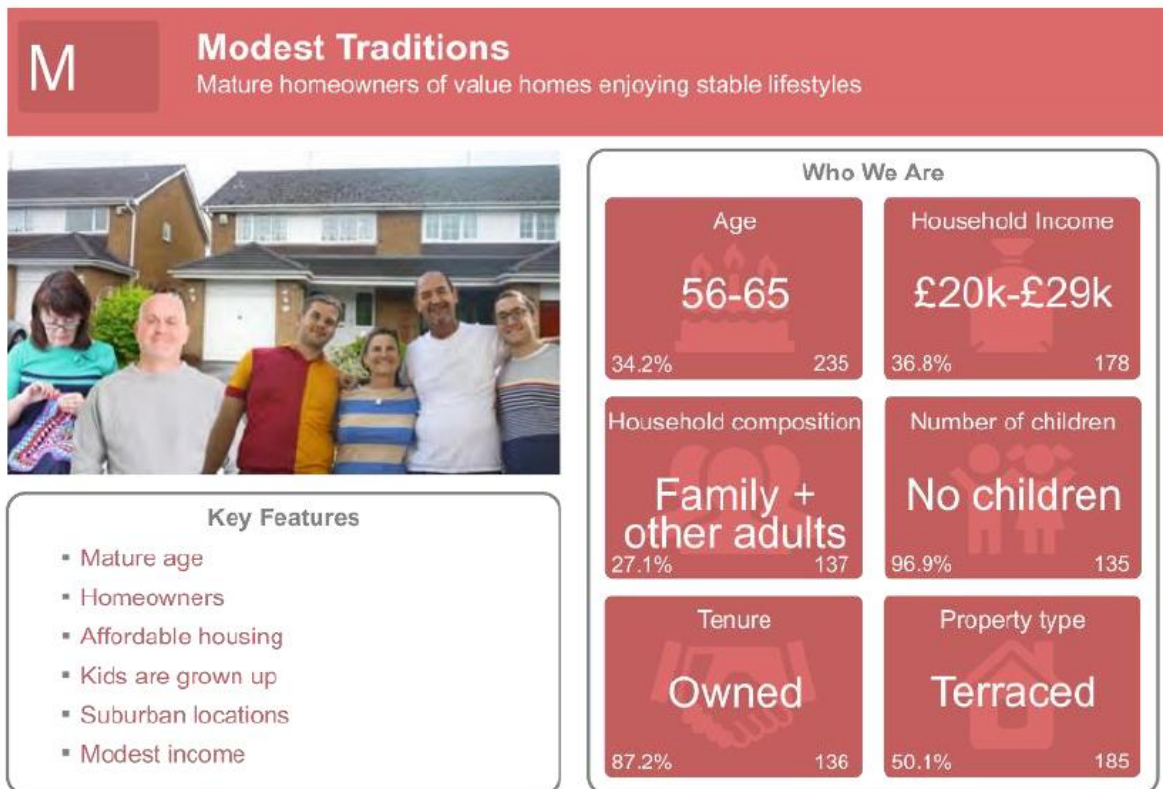 M
Modest Traditions
Mature homeowners of value homes enjoying stable lifestyles
Who We Are
Age
56-65
34.2% 235
Household Income
£20k-£29k
36.8% 178
Household composition
Family +
other adults
27.1% 137
Number of children
No children
96.9% 135
Tenure
Owned
87.2% 136
Property type
Terraced
50.1% 185
Key Features
▪ Mature age
▪ Homeowners
▪ Affordable housing
▪ Kids are grown up
▪ Suburban locations
▪ Modest income